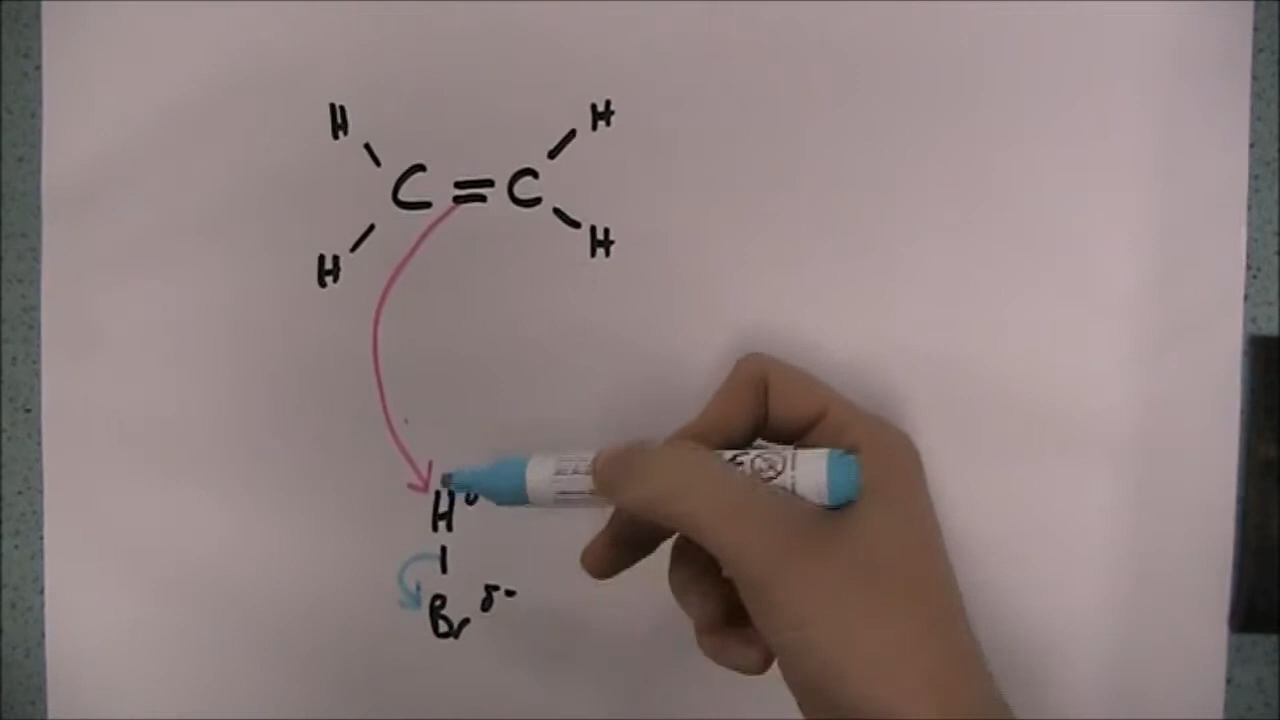 H H
C = C
H H
H
Br δ-